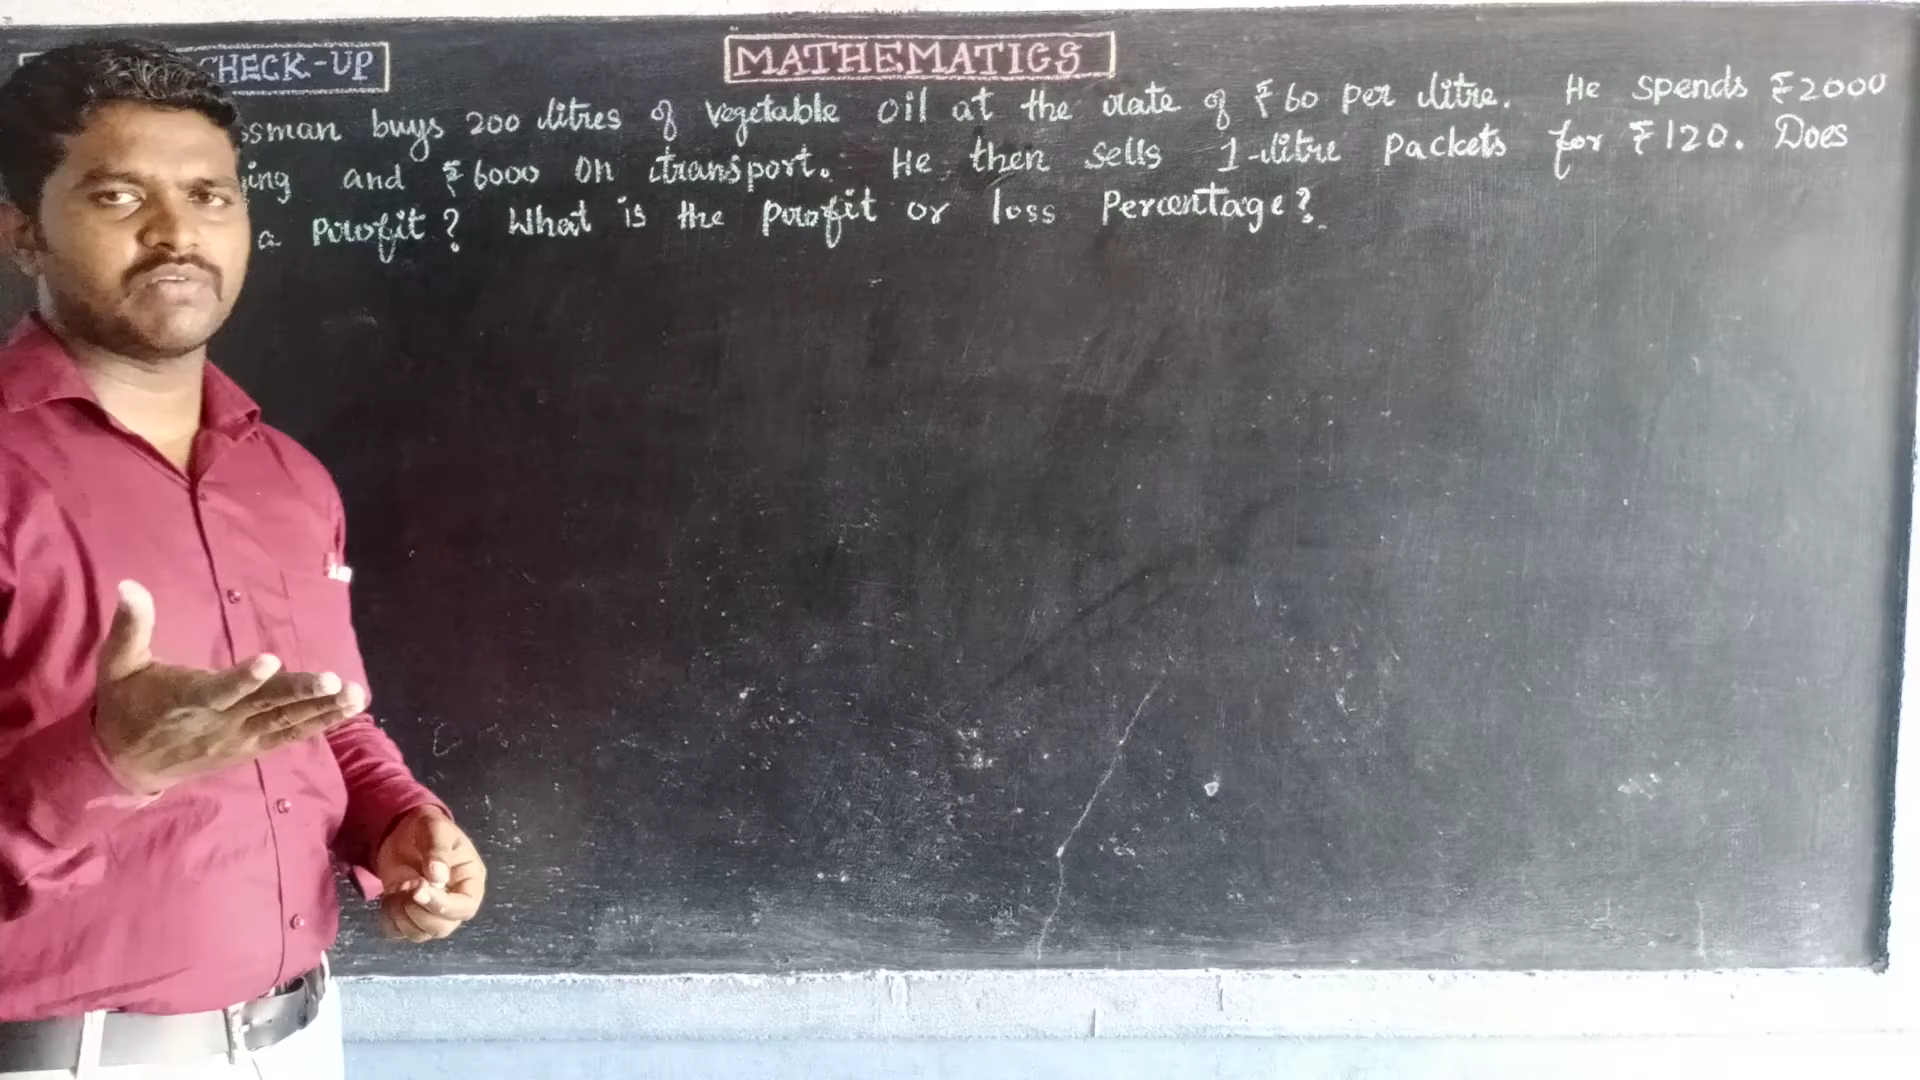 CHECK-UP
MATHEMATICS
ssman buys 200 litres of vegetable oil at the rate of ₹60 per litre. He spends ₹2000
ing and ₹6000 on transport. He then sells 1-litre packets for ₹120. Does
a profit? What is the profit or loss percentage?